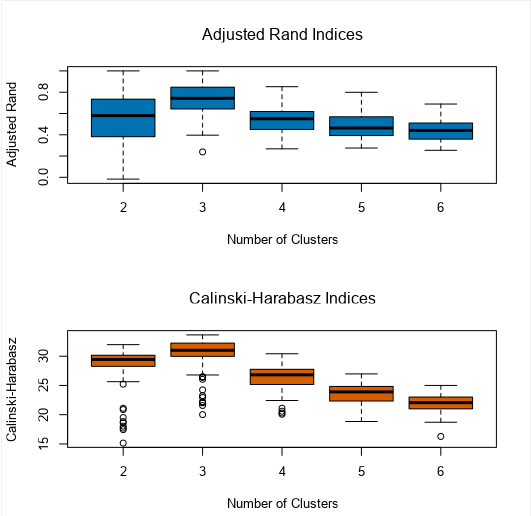 Adjusted Rand Indices
Adjusted Rand
0.0 0.4 0.8
2 3 4 5 6
Number of Clusters
Calinski-Harabasz Indices
Calinski-Harabasz
15 20 25 30
2 3 4 5 6
Number of Clusters